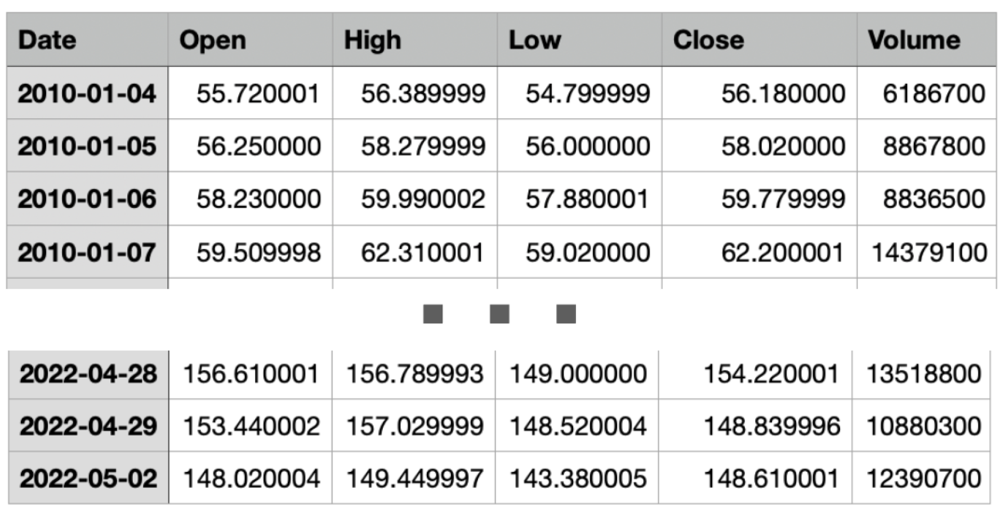 Date Open High Low Close Volume
2010-01-04 55.720001 56.389999 54.799999 56.180000 6186700
2010-01-05 56.250000 58.279999 56.000000 58.020000 8867800
2010-01-06 58.230000 59.990002 57.880001 59.779999 8836500
2010-01-07 59.509998 62.310001 59.020000 62.200001 14379100
2022-04-28 156.610001 156.789993 149.000000 154.220001 13518800
2022-04-29 153.440002 157.029999 148.520004 148.839996 10880300
2022-05-02 148.020004 149.449997 143.380005 148.610001 12390700